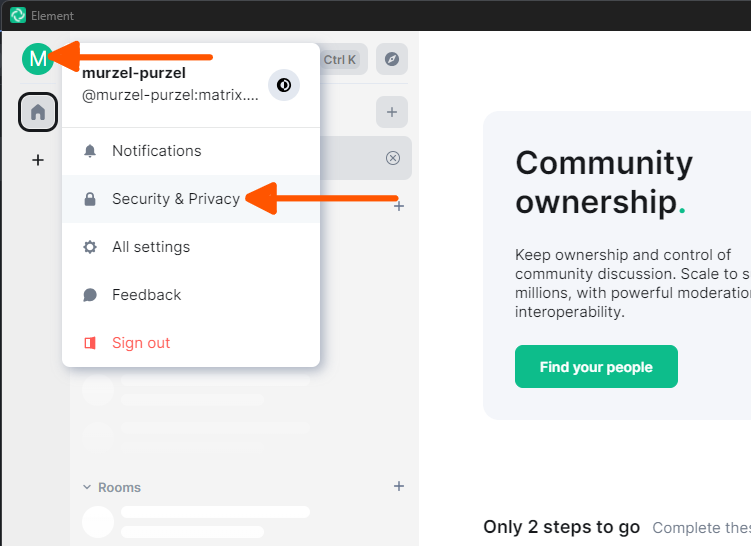 Element
M
murzel-purzel
@murzel-purzel:matrix....
Ctrl K
Notifications
Security & Privacy
All settings
Feedback
Sign out
Rooms
Community
ownership.
Keep ownership and control of
community discussion. Scale to s
millions, with powerful moderation
interoperability.
Find your people
Only 2 steps to go
Complete thes